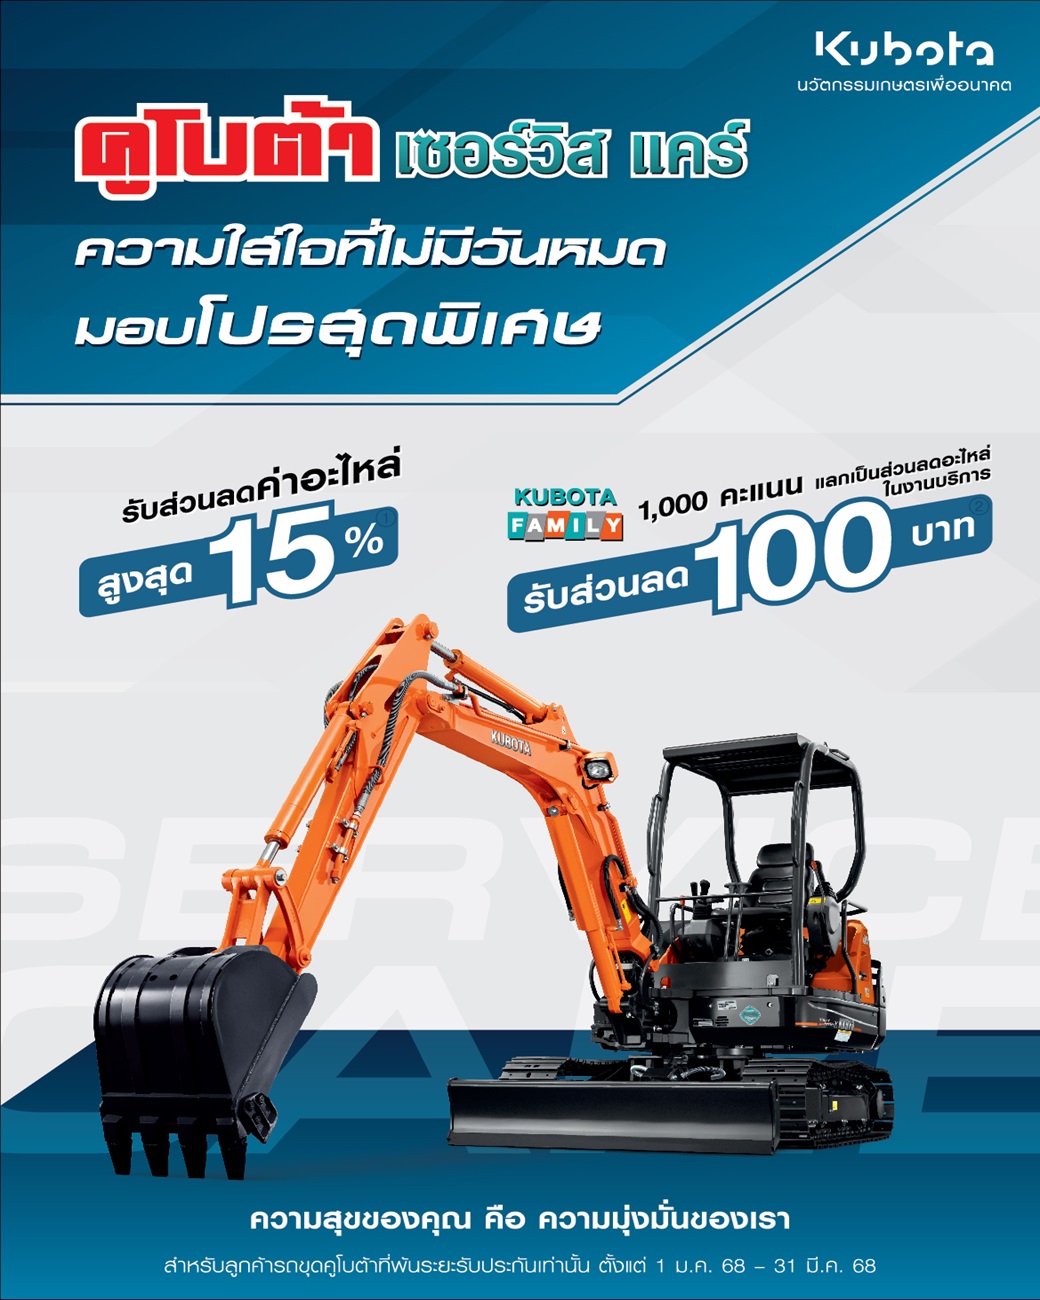 Kubota
นวัตกรรมเกษตรเพื่ออนาคต
คูโบต้า เซอร์วิส แคร์
ความใส่ใจที่ไม่มีวันหมด
มอบโปรสุดพิเศษ
รับส่วนลดค่าอะไหล่
สูงสุด 15 % ①
KUBOTA
FAMILY
1,000 คะแนน แลกเป็นส่วนลดอะไหล่
ในงานบริการ
รับส่วนลด 100 บาท ②
KUBOTA
SERVICE
CARE
ความสุขของคุณ คือ ความมุ่งมั่นของเรา
สำหรับลูกค้ารถขุดคูโบต้าที่พ้นระยะรับประกันเท่านั้น ตั้งแต่ 1 ม.ค. 68 – 31 มี.ค. 68